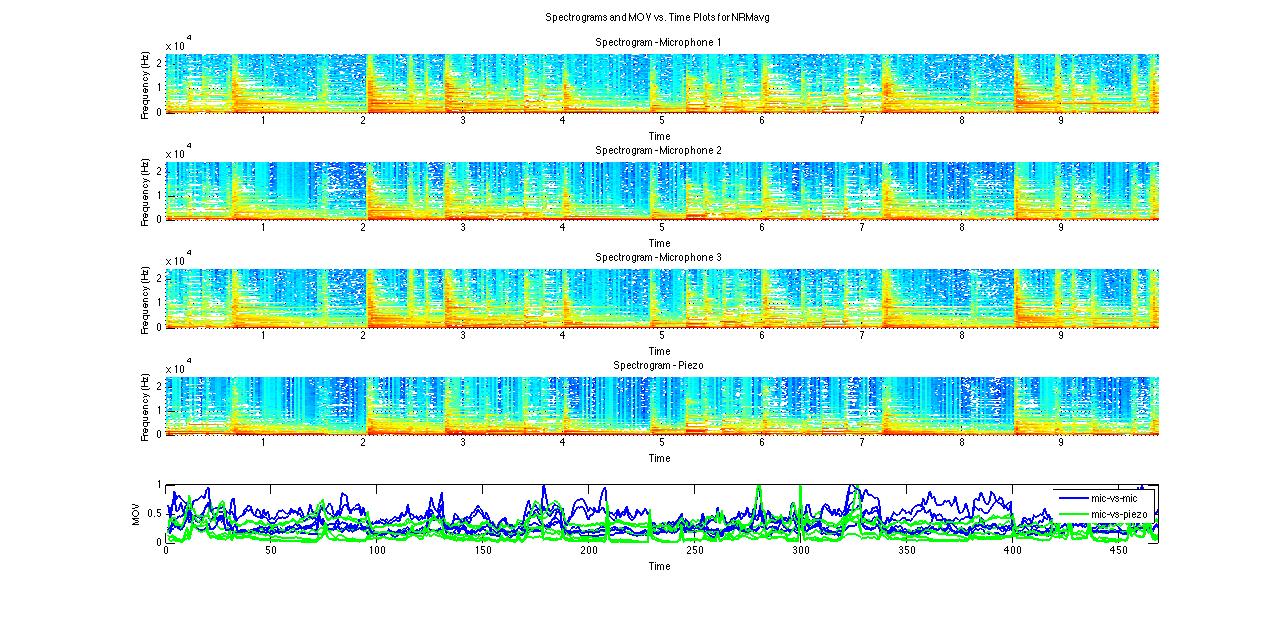 Spectrograms and MOV vs. Time Plots for NRMavg
Spectrogram - Microphone 1
x 10 4
Frequency (Hz)
2
1
0
1 2 3 4 5 6 7 8 9
Time
Spectrogram - Microphone 2
x 10 4
Frequency (Hz)
2
1
0
1 2 3 4 5 6 7 8 9
Time
Spectrogram - Microphone 3
x 10 4
Frequency (Hz)
2
1
0
1 2 3 4 5 6 7 8 9
Time
Spectrogram - Piezo
x 10 4
Frequency (Hz)
2
1
0
1 2 3 4 5 6 7 8 9
Time
MOV
1
0.5
0
0 50 100 150 200 250 300 350 400 450
mic-vs-mic
mic-vs-piezo
Time